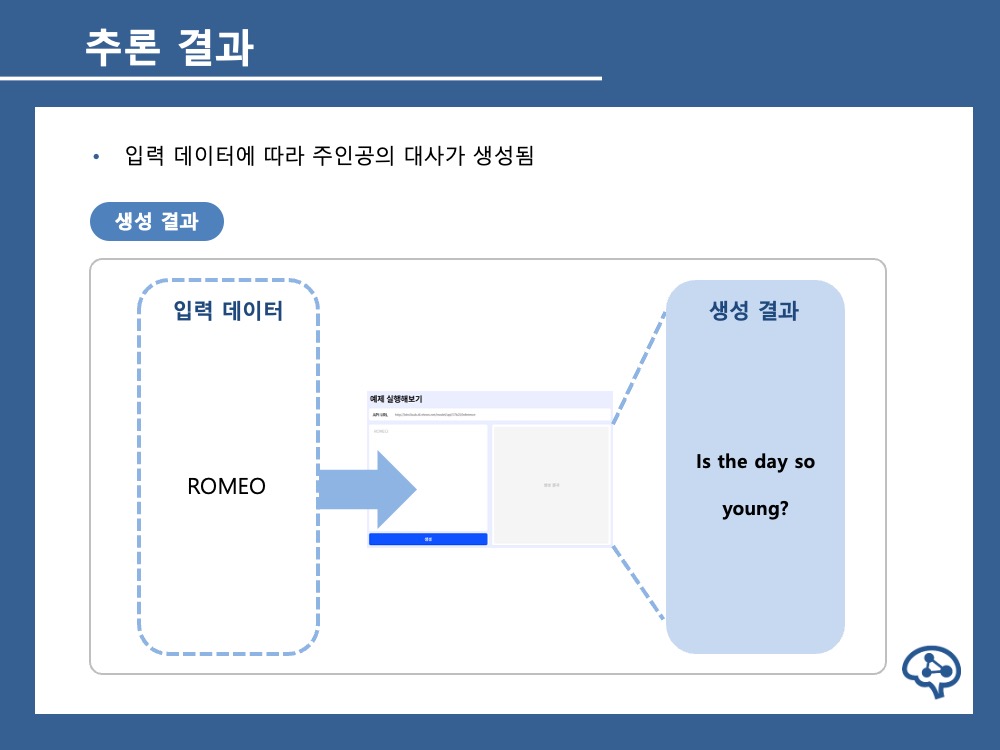 추론 결과
• 입력 데이터에 따라 주인공의 대사가 생성됨
생성 결과
입력 데이터
ROMEO
예제 실행해보기
API URL
ROMEO
생성
생성 결과
Is the day so
young?